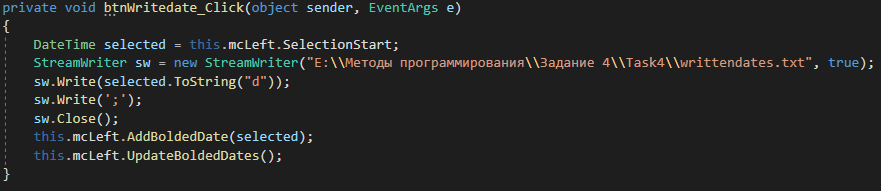 private void btnWritedate_Click(object sender, EventArgs e)
{
DateTime selected = this.mcLeft.SelectionStart;
StreamWriter sw = new StreamWriter("E:\\Методы программирования\\Задание 4\\Task4\\writtendates.txt", true);
sw.Write(selected.ToString("d"));
sw.Write(';');
sw.Close();
this.mcLeft.AddBoldedDate(selected);
this.mcLeft.UpdateBoldedDates();
}